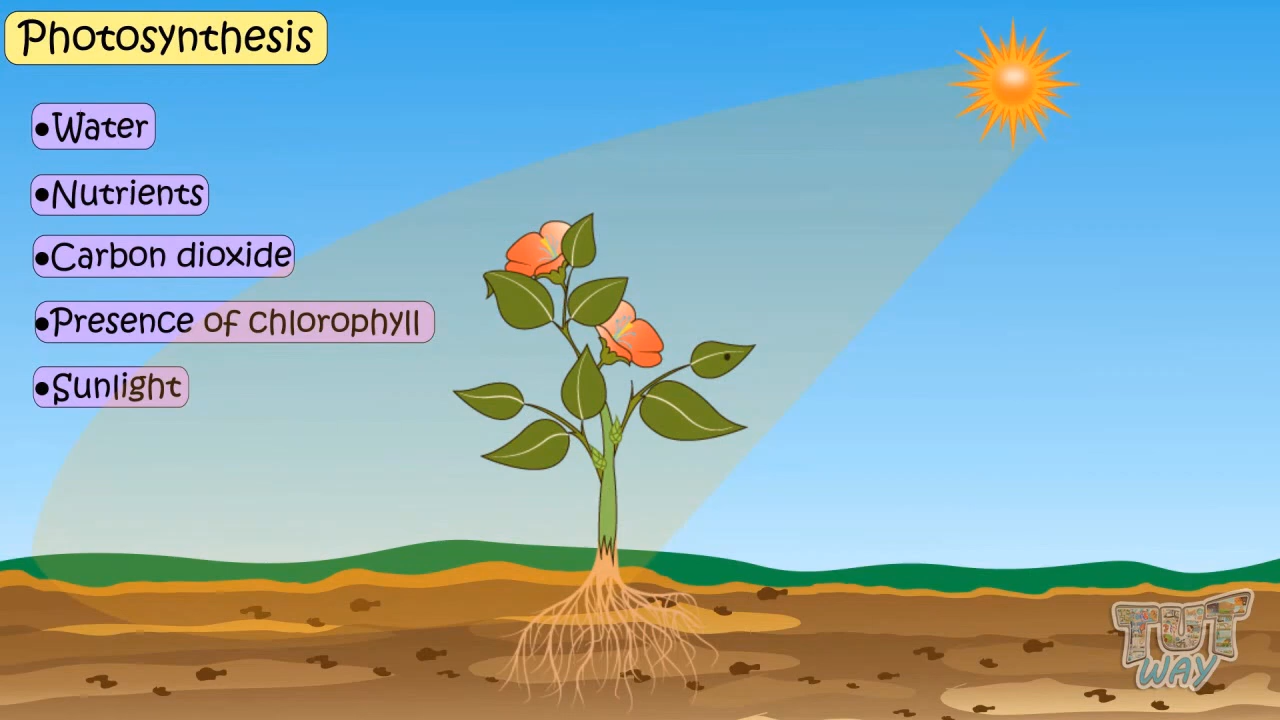 Photosynthesis
•Water
•Nutrients
•Carbon dioxide
•Presence of chlorophyll
•Sunlight
TUT
WAY